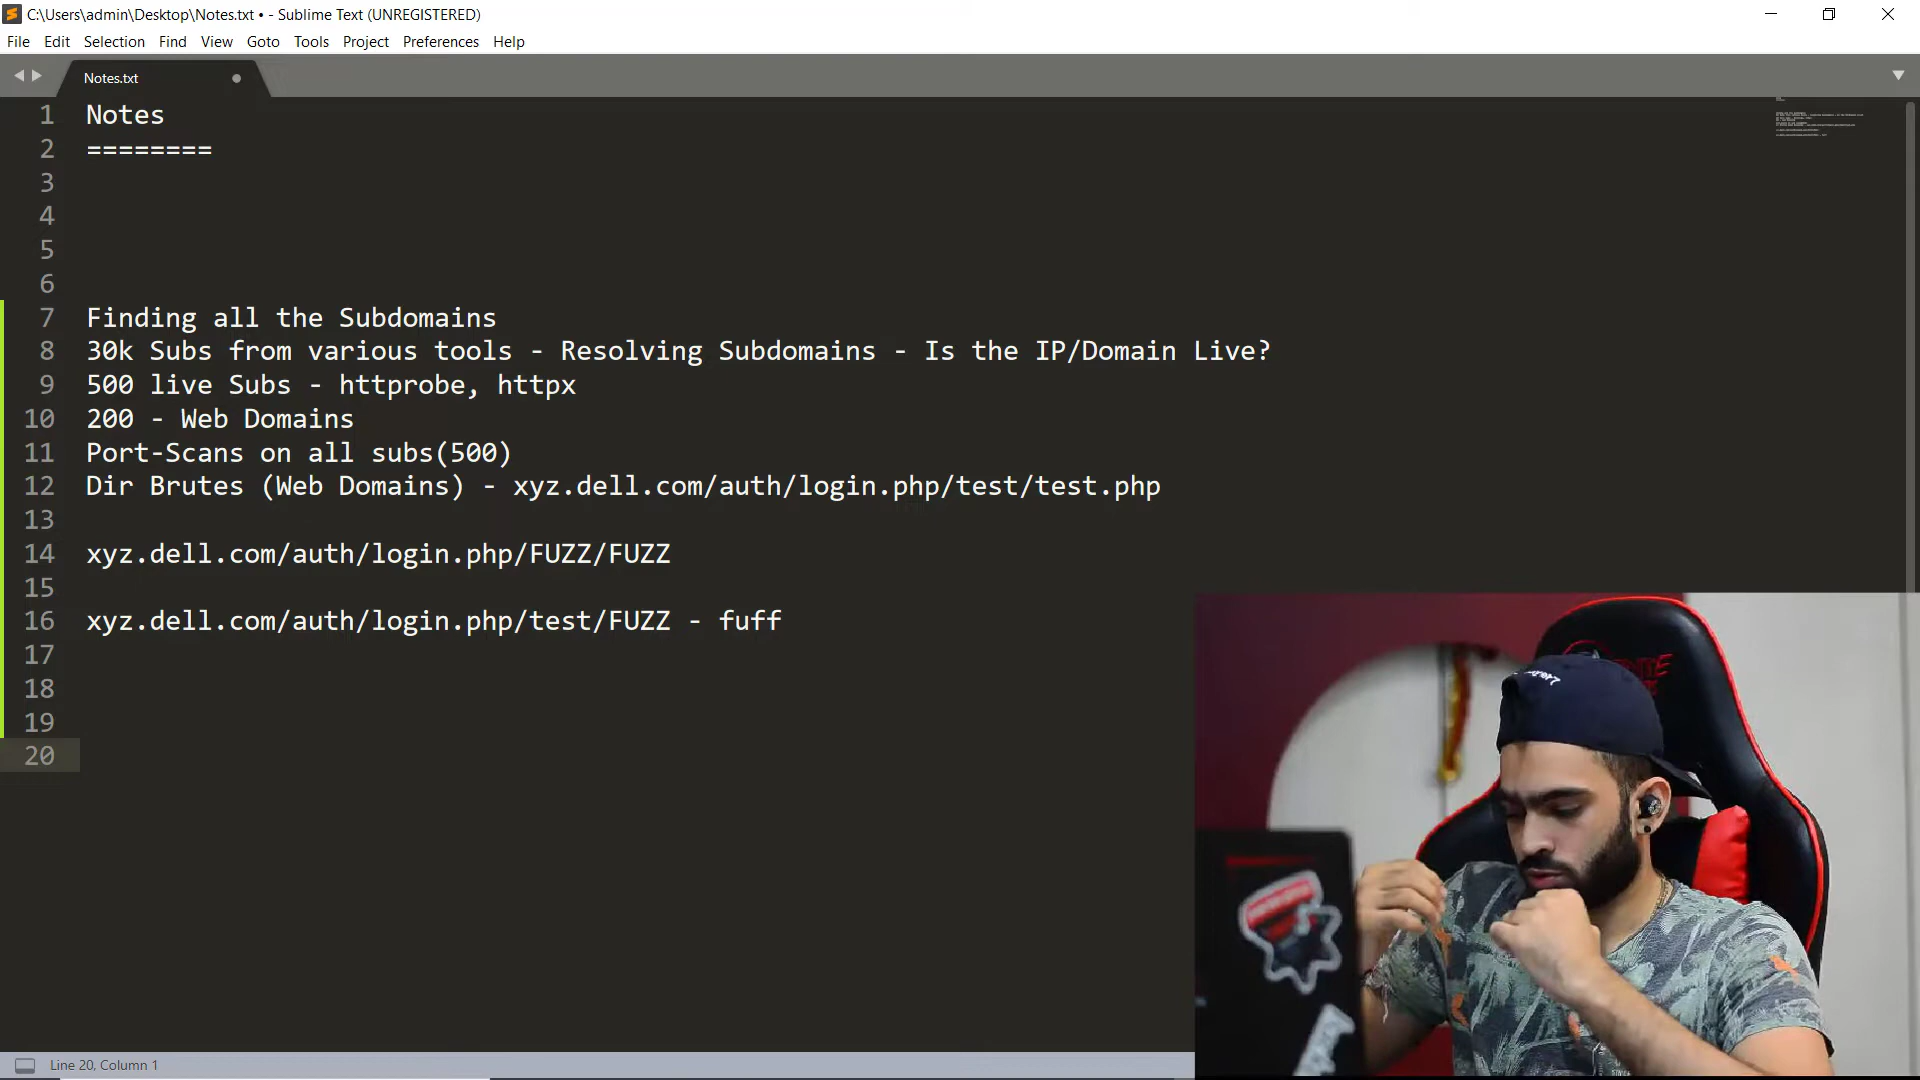 C:\Users\admin\Desktop\Notes.txt • - Sublime Text (UNREGISTERED)
File Edit Selection Find View Goto Tools Project Preferences Help
Notes.txt
1 Notes
2 ========
3
4
5
6
7 Finding all the Subdomains
8 30k Subs from various tools - Resolving Subdomains - Is the IP/Domain Live?
9 500 live Subs - httprobe, httpx
10 200 - Web Domains
11 Port-Scans on all subs(500)
12 Dir Brutes (Web Domains) - xyz.dell.com/auth/login.php/test/test.php
13
14 xyz.dell.com/auth/login.php/FUZZ/FUZZ
15
16 xyz.dell.com/auth/login.php/test/FUZZ - fuff
17
18
19
20
Line 20, Column 1